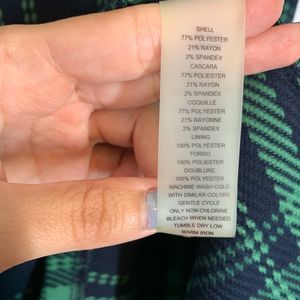 SHELL
77% POLYESTER
21% RAYON
2% SPANDEX
CASCARA
77% POLIESTER
21% RAYON
2% SPANDEX
COQUILLE
77% POLYESTER
21% RAYONNE
2% SPANDEX
LINING
100% POLYESTER
FORRO
100% POLIESTER
DOUBLURE
100% POLYESTER
MACHINE WASH COLD
WITH SIMILAR COLORS
GENTLE CYCLE
ONLY NON-CHLORINE
BLEACH WHEN NEEDED
TUMBLE DRY LOW
WARM IRON